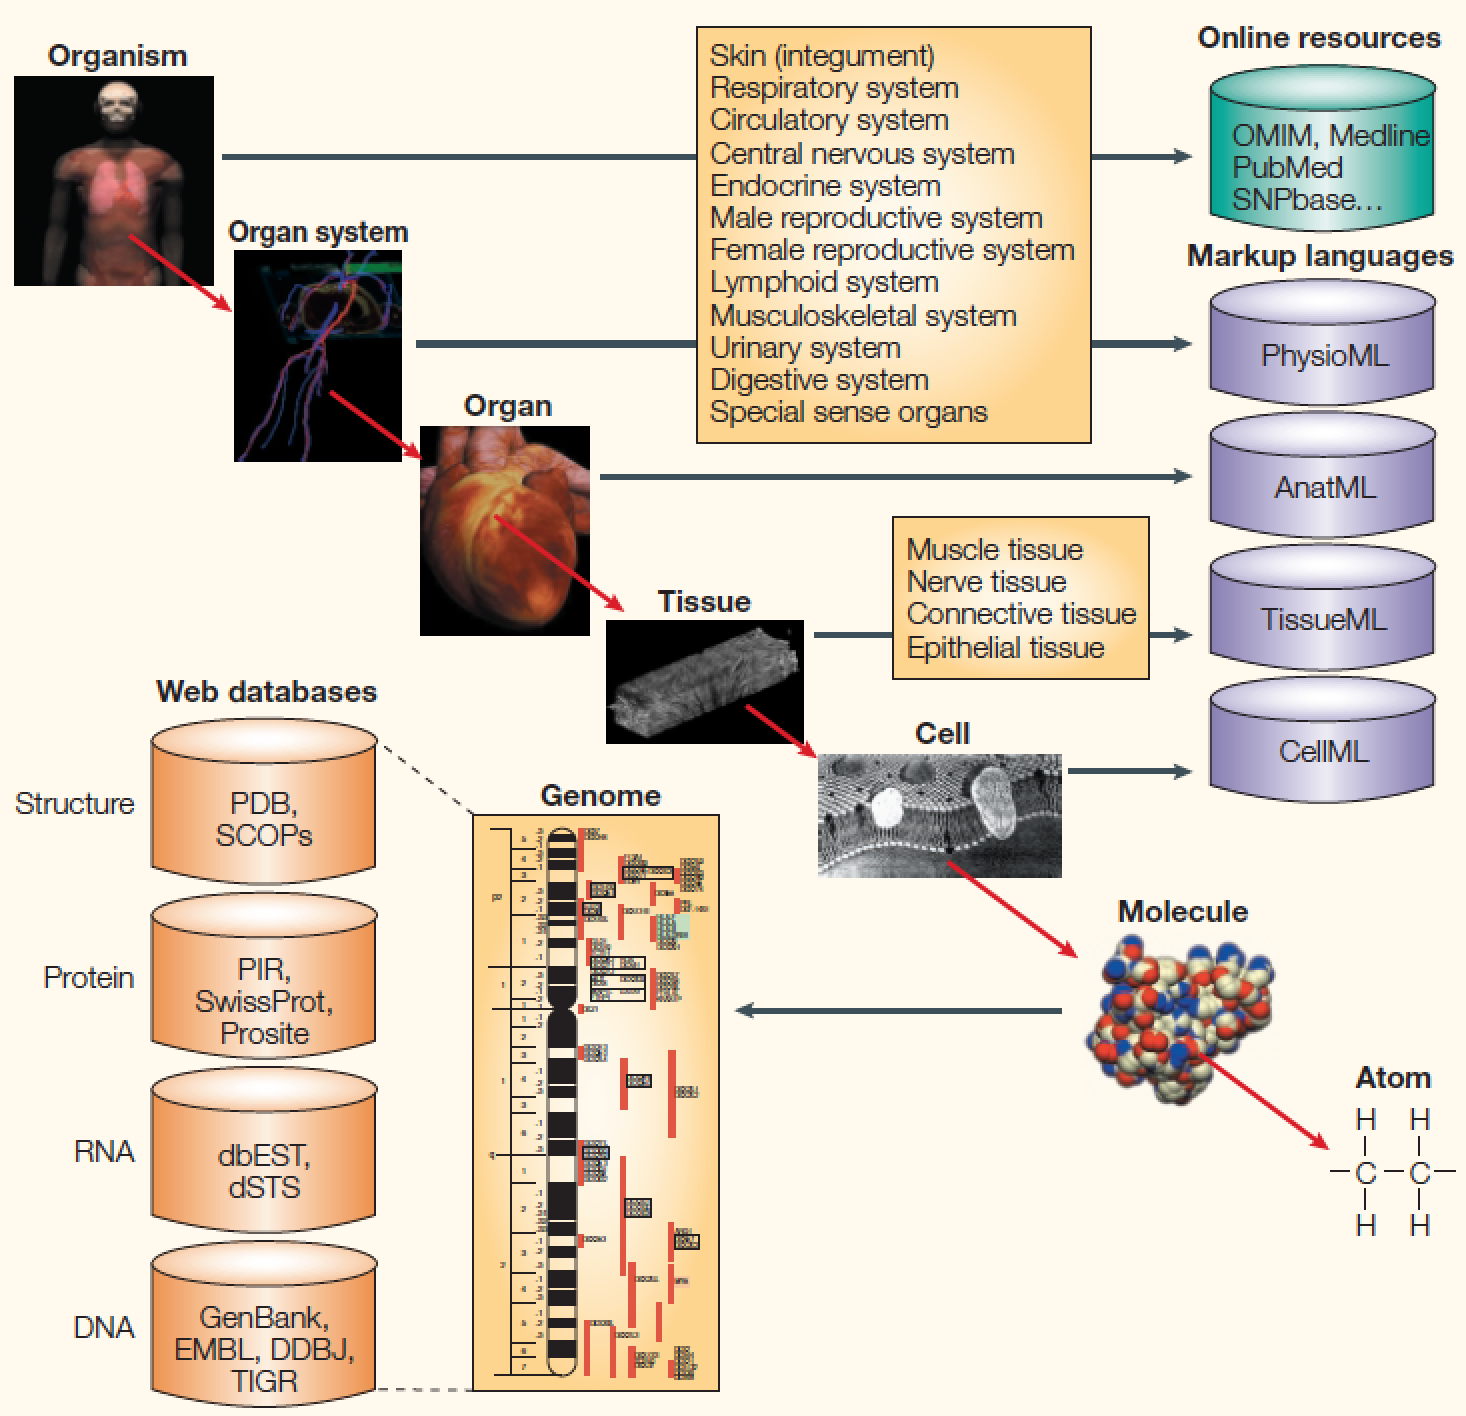 Organism
Organ system
Organ
Tissue
Cell
Molecule
Atom
H H
C C
H H
Skin (integument)
Respiratory system
Circulatory system
Central nervous system
Endocrine system
Male reproductive system
Female reproductive system
Lymphoid system
Musculoskeletal system
Urinary system
Digestive system
Special sense organs
Muscle tissue
Nerve tissue
Connective tissue
Epithelial tissue
Online resources
OMIM, Medline
PubMed
SNPbase...
Markup languages
PhysioML
AnatML
TissueML
CellML
Web databases
Structure
PDB,
SCOPs
Protein
PIR,
SwissProt,
Prosite
RNA
dbEST,
dSTS
DNA
GenBank,
EMBL, DDBJ,
TIGR
Genome